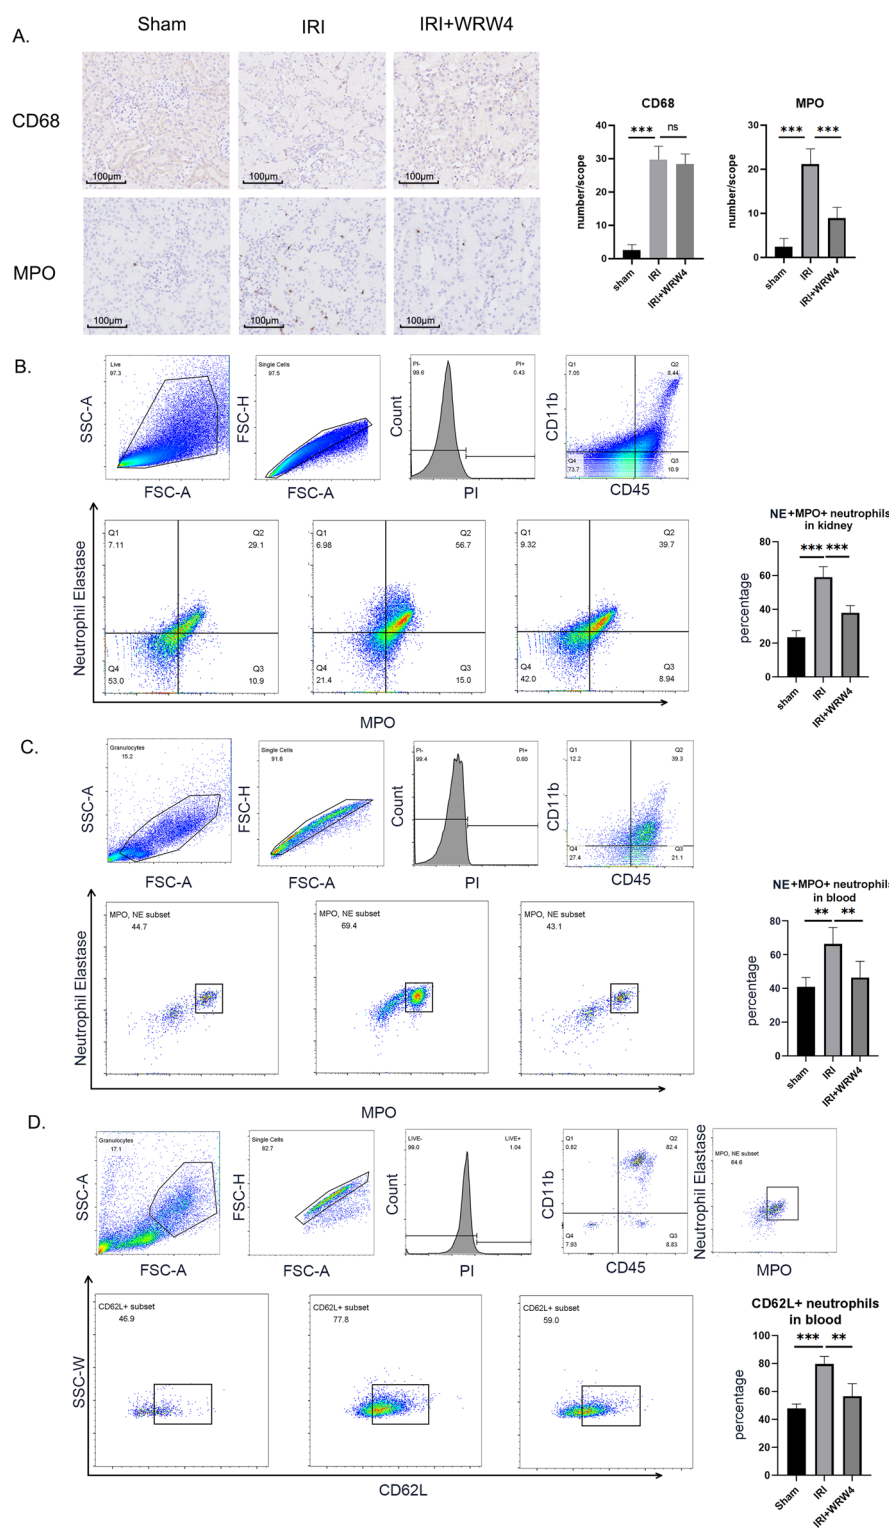 A.
Sham
IRI
IRI+WRW4
CD68
100μm
100μm
100μm
MPO
100μm
100μm
100μm
CD68
number/scope
40
30
20
10
0
***
ns
sham
IRI
IRI+WRW4
MPO
number/scope
30
20
10
0
***
***
sham
IRI
IRI+WRW4
B.
SSC-A
Live
97.3
FSC-A
FSC-H
Single Cells
97.5
FSC-A
Count
PI-
99.6
PI+
0.43
PI
CD11b
Q1
7.05
Q2
8.44
Q4
73.7
Q3
10.9
CD45
Neutrophil Elastase
Q1
7.11
Q2
29.1
Q4
53.0
Q3
10.9
Q1
6.98
Q2
56.7
Q4
21.4
Q3
15.0
Q1
9.32
Q2
39.7
Q4
42.0
Q3
8.94
MPO
NE+MPO+ neutrophils
in kidney
percentage
80
60
40
20
0
***
***
sham
IRI
IRI+WRW4
C.
SSC-A
Granulocytes
15.2
FSC-A
FSC-H
Single Cells
91.6
FSC-A
Count
PI-
99.4
PI+
0.60
PI
CD11b
Q1
12.2
Q2
39.3
Q4
27.4
Q3
21.1
CD45
Neutrophil Elastase
MPO, NE subset
44.7
MPO, NE subset
69.4
MPO, NE subset
43.1
MPO
NE+MPO+ neutrophils
in blood
percentage
80
60
40
20
0
**
**
sham
IRI
IRI+WRW4
D.
SSC-A
Granulocytes
17.1
FSC-A
FSC-H
Single Cells
82.7
FSC-A
Count
LIVE-
99.0
LIVE+
1.04
PI
CD11b
Q1
0.82
Q2
82.4
Q4
7.93
Q3
8.83
CD45
Neutrophil Elastase
MPO, NE subset
64.6
MPO
SSC-W
CD62L+ subset
46.9
CD62L+ subset
77.8
CD62L+ subset
59.0
CD62L
CD62L+ neutrophils
in blood
percentage
100
80
60
40
20
0
***
**
Sham
IRI
IRI+WRW4